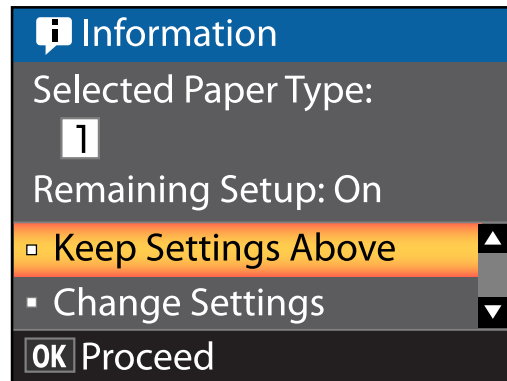 Information
Selected Paper Type:
1
Remaining Setup: On
Keep Settings Above
Change Settings
OK Proceed